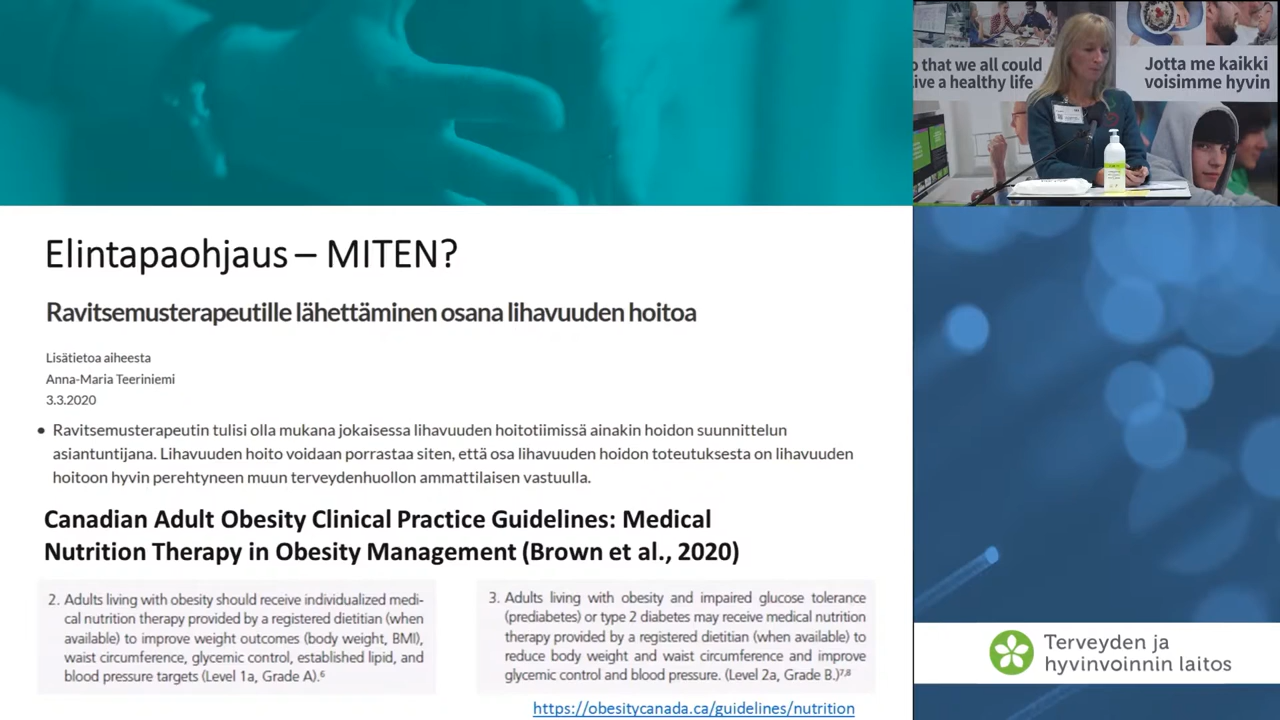 Elintapaohjaus – MITEN?
Ravitsemusterapeutille lähettäminen osana lihavuuden hoitoa
Lisätietoa aiheesta
Anna-Maria Teeriniemi
3.3.2020
• Ravitsemusterapeutin tulisi olla mukana jokaisessa lihavuuden hoitotiimissä ainakin hoidon suunnittelun
asiantuntijana. Lihavuuden hoito voidaan porrastaa siten, että osa lihavuuden hoidon toteutuksesta on lihavuuden
hoitoon hyvin perehtyneen muun terveydenhuollon ammattilaisen vastuulla.
Canadian Adult Obesity Clinical Practice Guidelines: Medical
Nutrition Therapy in Obesity Management (Brown et al., 2020)
2. Adults living with obesity should receive individualized medi-
cal nutrition therapy provided by a registered dietitian (when
available) to improve weight outcomes (body weight, BMI),
waist circumference, glycemic control, established lipid, and
blood pressure targets (Level 1a, Grade A).⁶
3. Adults living with obesity and impaired glucose tolerance
(prediabetes) or type 2 diabetes may receive medical nutrition
therapy provided by a registered dietitian (when available) to
reduce body weight and waist circumference and improve
glycemic control and blood pressure. (Level 2a, Grade B.)⁷,⁸
https://obesitycanada.ca/guidelines/nutrition
o that we all could
ive a healthy life
Jotta me kaikki
voisimme hyvin
Terveyden ja
hyvinvoinnin laitos